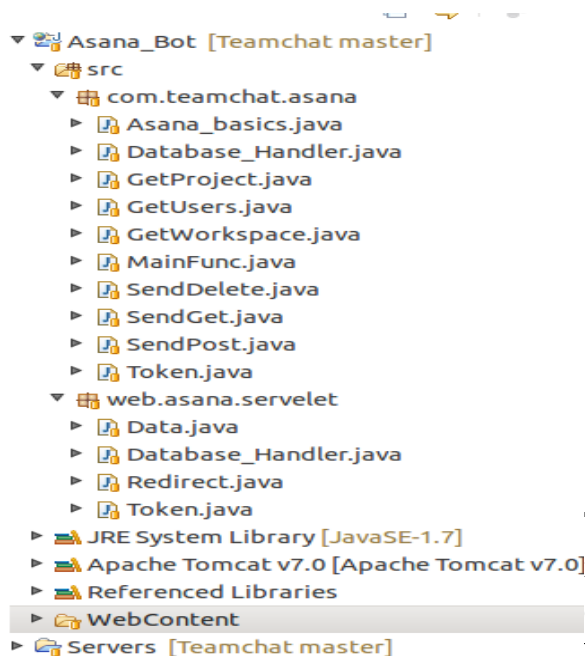 Asana_Bot [Teamchat master]
src
com.teamchat.asana
Asana_basics.java
Database_Handler.java
GetProject.java
GetUsers.java
GetWorkspace.java
MainFunc.java
SendDelete.java
SendGet.java
SendPost.java
Token.java
web.asana.servelet
Data.java
Database_Handler.java
Redirect.java
Token.java
JRE System Library [JavaSE-1.7]
Apache Tomcat v7.0 [Apache Tomcat v7.0]
Referenced Libraries
WebContent
Servers [Teamchat master]